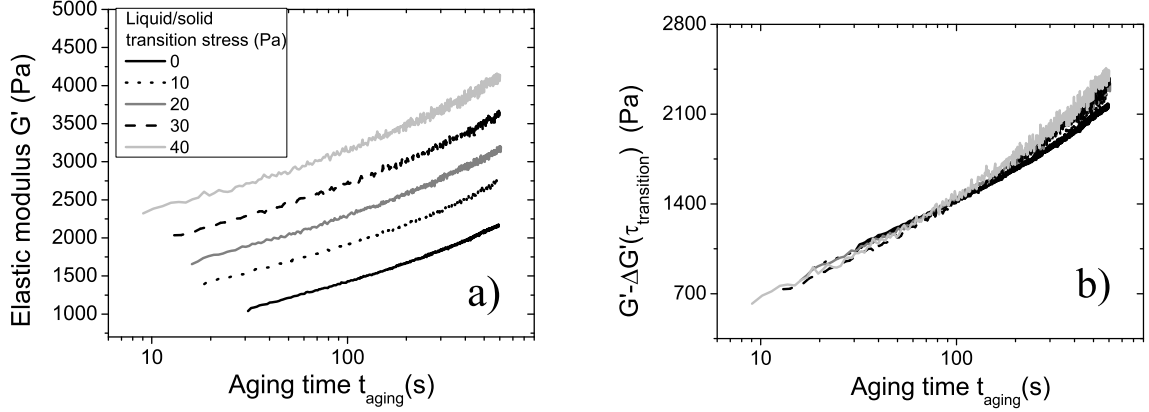 Elastic modulus G' (Pa)
5000
4500
4000
3500
3000
2500
2000
1500
1000
Liquid/solid
transition stress (Pa)
0
10
20
30
40
a)
10
100
Aging time t_aging(s)
G'-ΔG'(τ_transition) (Pa)
2800
2100
1400
700
b)
10
100
Aging time t_aging(s)